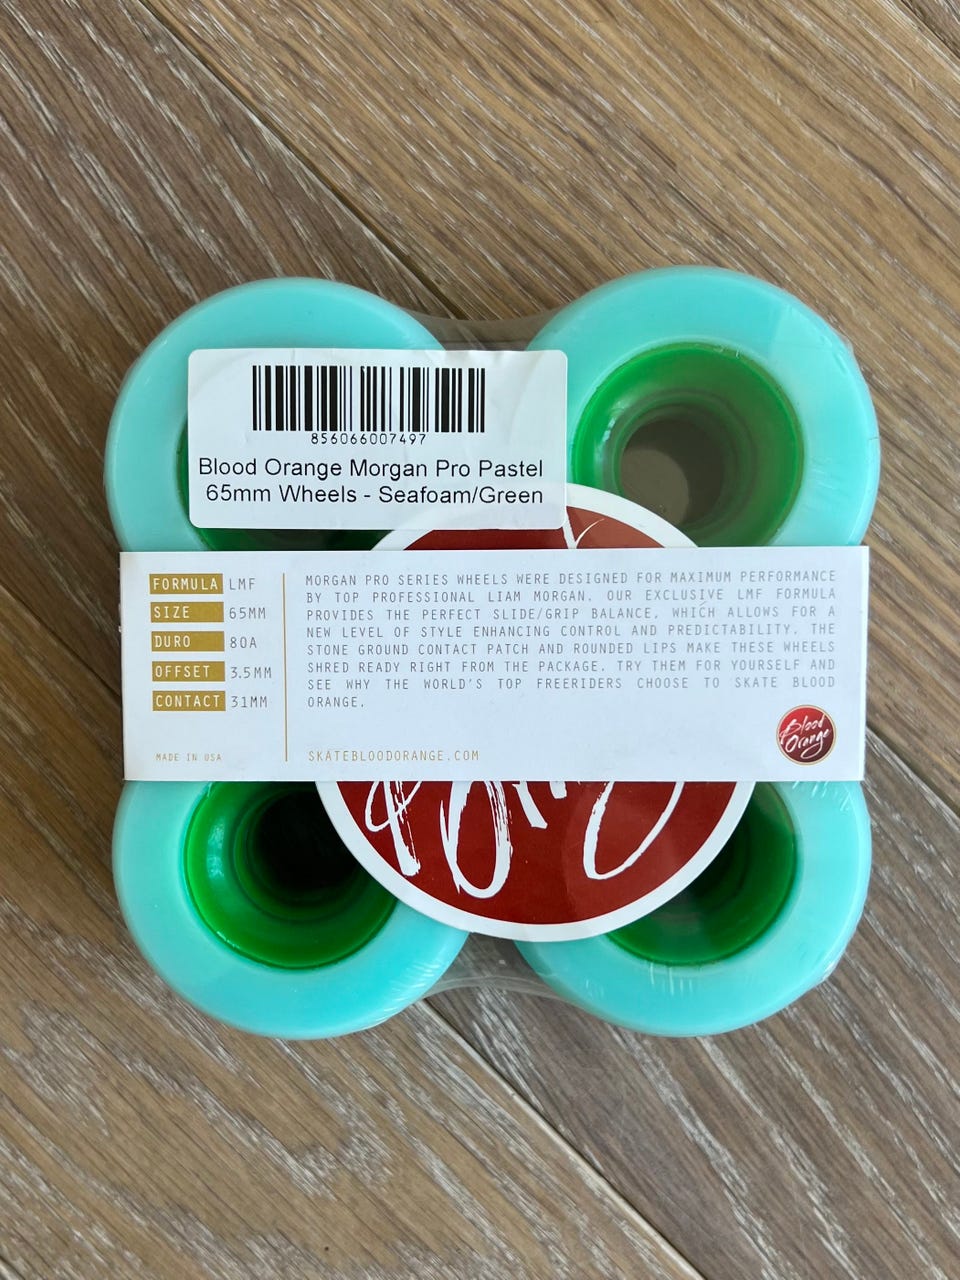 856066007497
Blood Orange Morgan Pro Pastel
65mm Wheels - Seafoam/Green
FORMULA LMF
SIZE 65MM
DURO 80A
OFFSET 3.5MM
CONTACT 31MM
MADE IN USA
MORGAN PRO SERIES WHEELS WERE DESIGNED FOR MAXIMUM PERFORMANCE
BY TOP PROFESSIONAL LIAM MORGAN. OUR EXCLUSIVE LMF FORMULA
PROVIDES THE PERFECT SLIDE/GRIP BALANCE, WHICH ALLOWS FOR A
NEW LEVEL OF STYLE ENHANCING CONTROL AND PREDICTABILITY. THE
STONE GROUND CONTACT PATCH AND ROUNDED LIPS MAKE THESE WHEELS
SHRED READY RIGHT FROM THE PACKAGE. TRY THEM FOR YOURSELF AND
SEE WHY THE WORLD'S TOP FREERIDERS CHOOSE TO SKATE BLOOD
ORANGE.
SKATEBLOODORANGE.COM
Blood
Orange